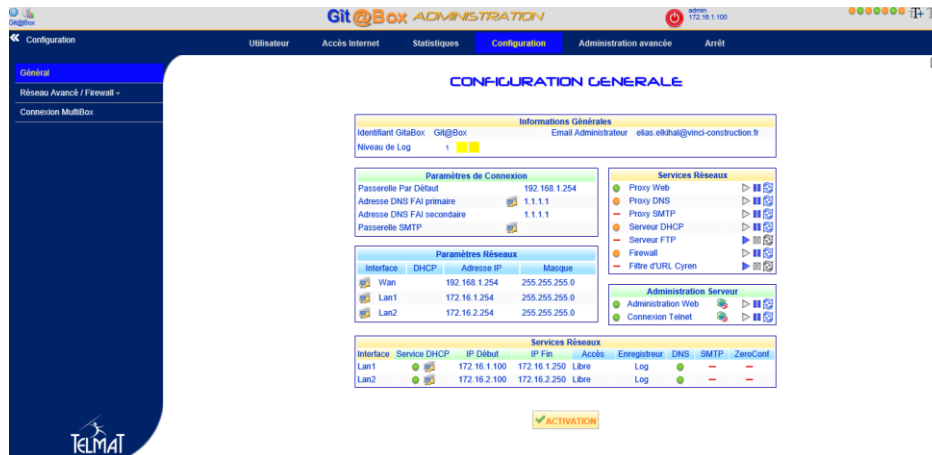 Git@Box
Gît@Box ADMINISTRATION
admin
172.16.1.100
Configuration
Utilisateur Accès Internet Statistiques Configuration Administration avancée Arrêt
Général
Réseau Avancé / Firewall
Connexion MultiBox
CONFIGURATION GENERALE
Informations Générales
Identifiant GitaBox Git@Box Email Administrateur elias.elkihal@vinci-construction.fr
Niveau de Log 1
Paramètres de Connexion
Passerelle Par Défaut 192.168.1.254
Adresse DNS FAI primaire 1.1.1.1
Adresse DNS FAI secondaire 1.1.1.1
Passerelle SMTP
Services Réseaux
Proxy Web
Proxy DNS
Proxy SMTP
Serveur DHCP
Serveur FTP
Firewall
Filtre d'URL Cyren
Paramètres Réseaux
Interface DHCP Adresse IP Masque
Wan 192.168.1.254 255.255.255.0
Lan1 172.16.1.254 255.255.255.0
Lan2 172.16.2.254 255.255.255.0
Administration Serveur
Administration Web
Connexion Telnet
Services Réseaux
Interface Service DHCP IP Début IP Fin Accès Enregistreur DNS SMTP ZeroConf
Lan1 172.16.1.100 172.16.1.250 Libre Log
Lan2 172.16.2.100 172.16.2.250 Libre Log
ACTIVATION
TELMAT